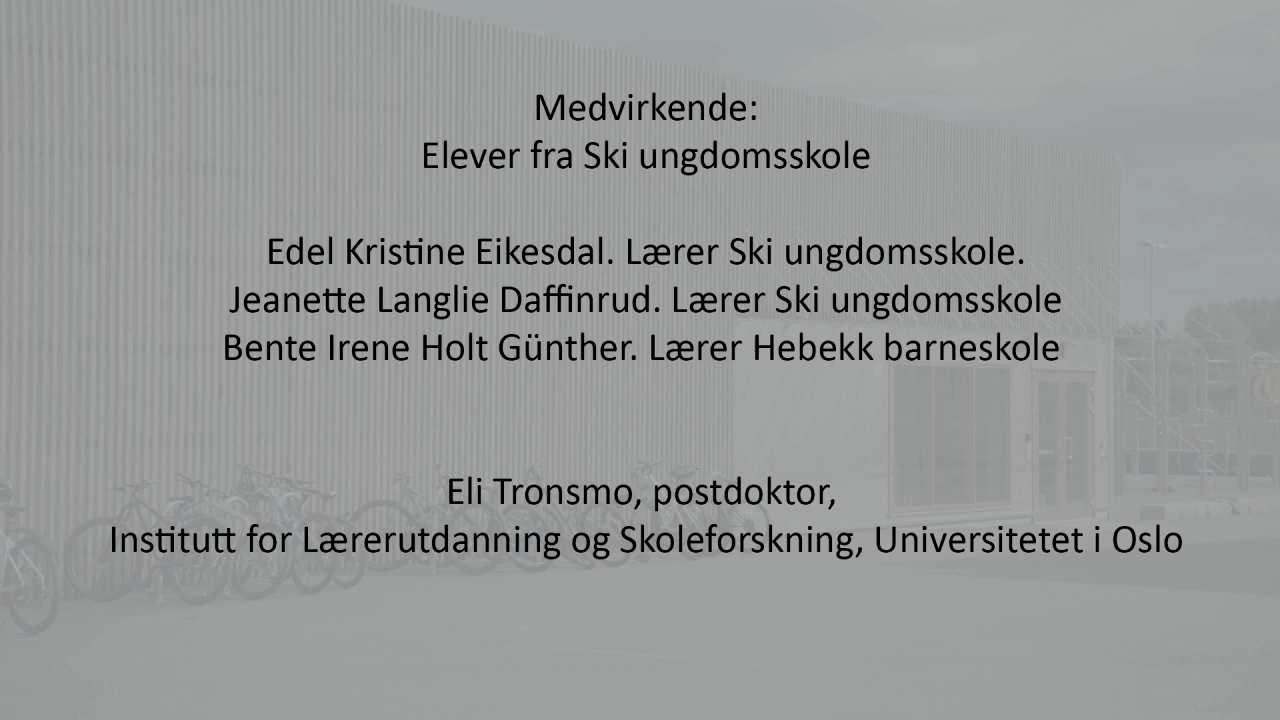 Medvirkende:
Elever fra Ski ungdomsskole
Edel Kristine Eikesdal. Lærer Ski ungdomsskole.
Jeanette Langlie Daffinrud. Lærer Ski ungdomsskole
Bente Irene Holt Günther. Lærer Hebekk barneskole
Eli Tronsmo, postdoktor,
Institutt for Lærerutdanning og Skoleforskning, Universitetet i Oslo